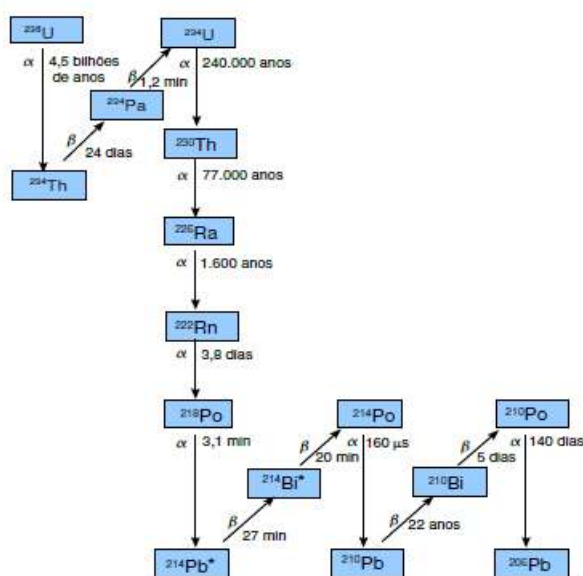 ²³⁸U
²³⁴U
α 4,5 bilhões
de anos
β 1,2 min
α 240.000 anos
²³⁴Pa
β 24 dias
²³⁰Th
²³⁴Th
α 77.000 anos
²²⁶Ra
α 1.600 anos
²²²Rn
α 3,8 dias
²¹⁸Po
²¹⁴Po
²¹⁰Po
α 3,1 min
β 20 min
α 160 µs
β 5 dias
α 140 dias
²¹⁴Bi*
²¹⁰Bi
β 27 min
β 22 anos
²¹⁴Pb*
²¹⁰Pb
²⁰⁶Pb